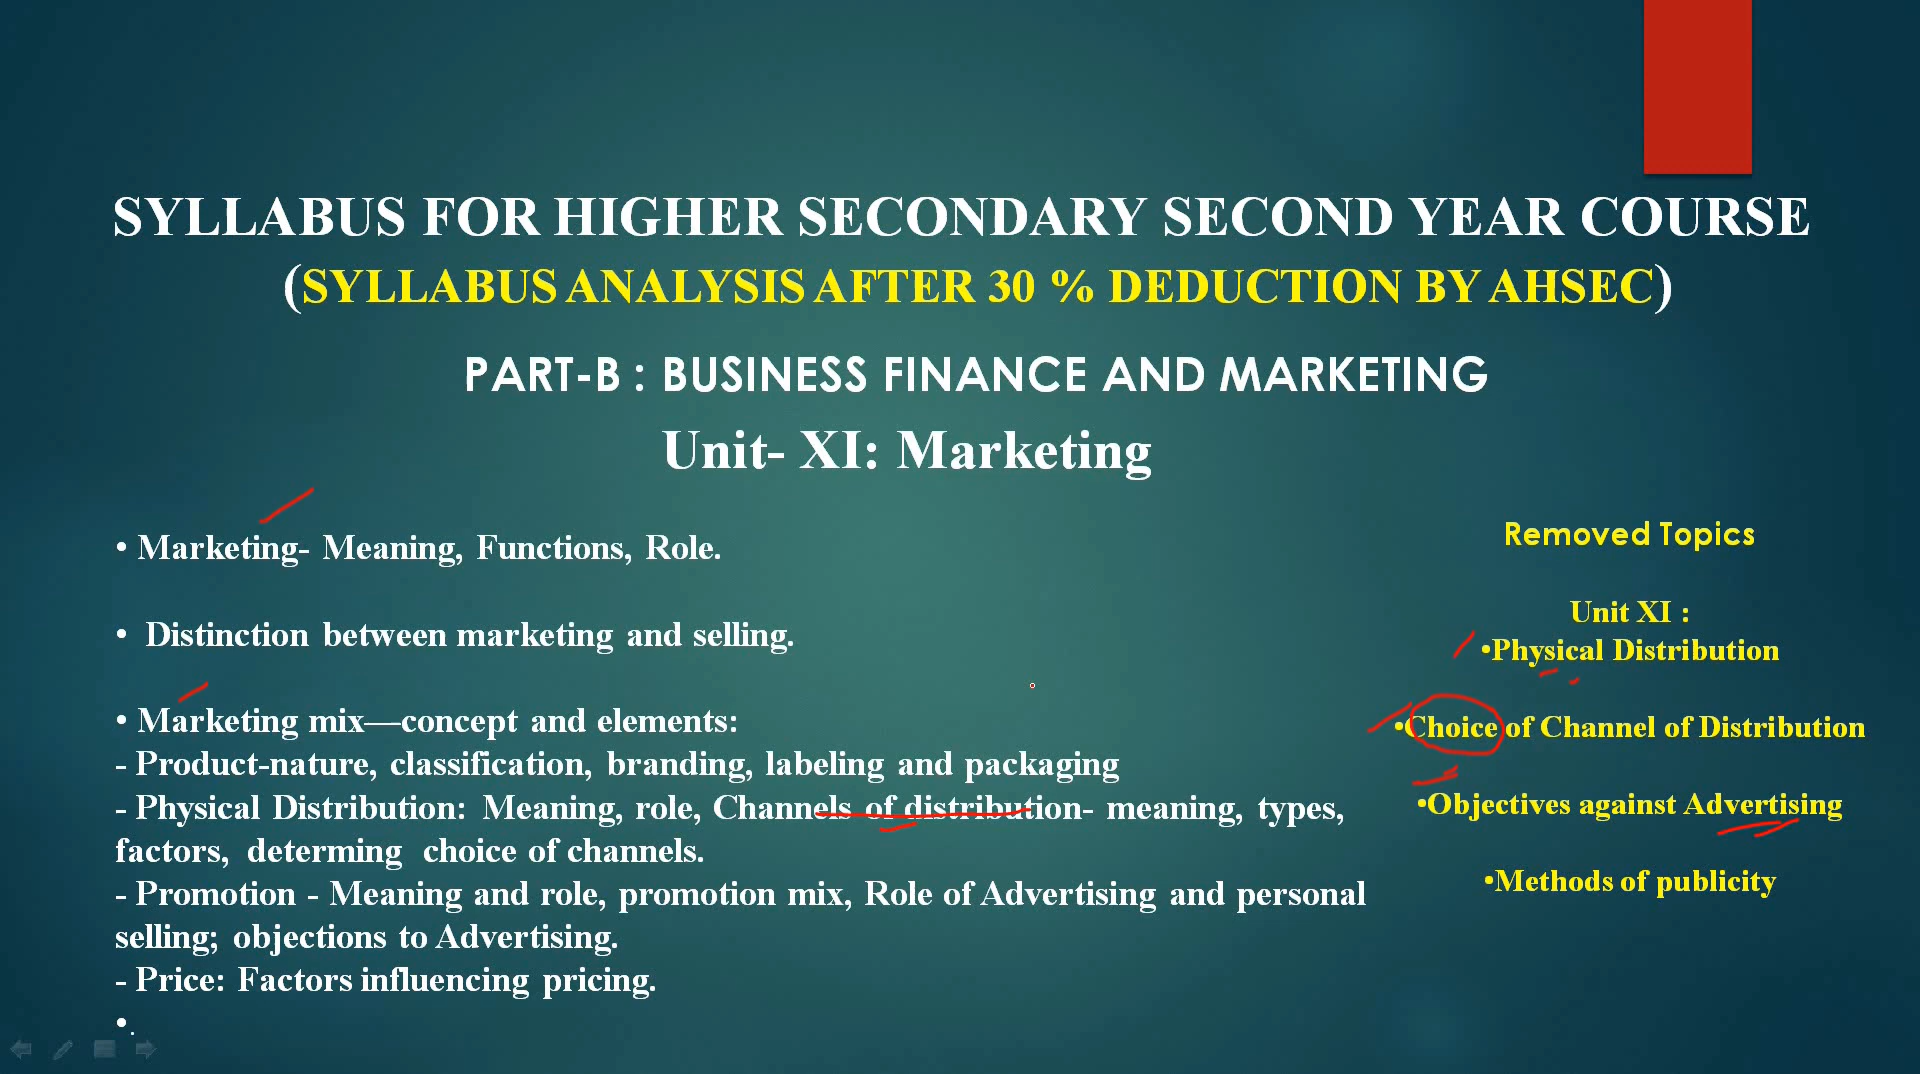 SYLLABUS FOR HIGHER SECONDARY SECOND YEAR COURSE
(SYLLABUS ANALYSIS AFTER 30 % DEDUCTION BY AHSEC)
PART-B : BUSINESS FINANCE AND MARKETING
Unit- XI: Marketing
• Marketing- Meaning, Functions, Role.
• Distinction between marketing and selling.
• Marketing mix—concept and elements:
- Product-nature, classification, branding, labeling and packaging
- Physical Distribution: Meaning, role, Channels of distribution- meaning, types,
factors, determing choice of channels.
- Promotion - Meaning and role, promotion mix, Role of Advertising and personal
selling; objections to Advertising.
- Price: Factors influencing pricing.
• .
Removed Topics
Unit XI :
•Physical Distribution
•Choice of Channel of Distribution
•Objectives against Advertising
•Methods of publicity